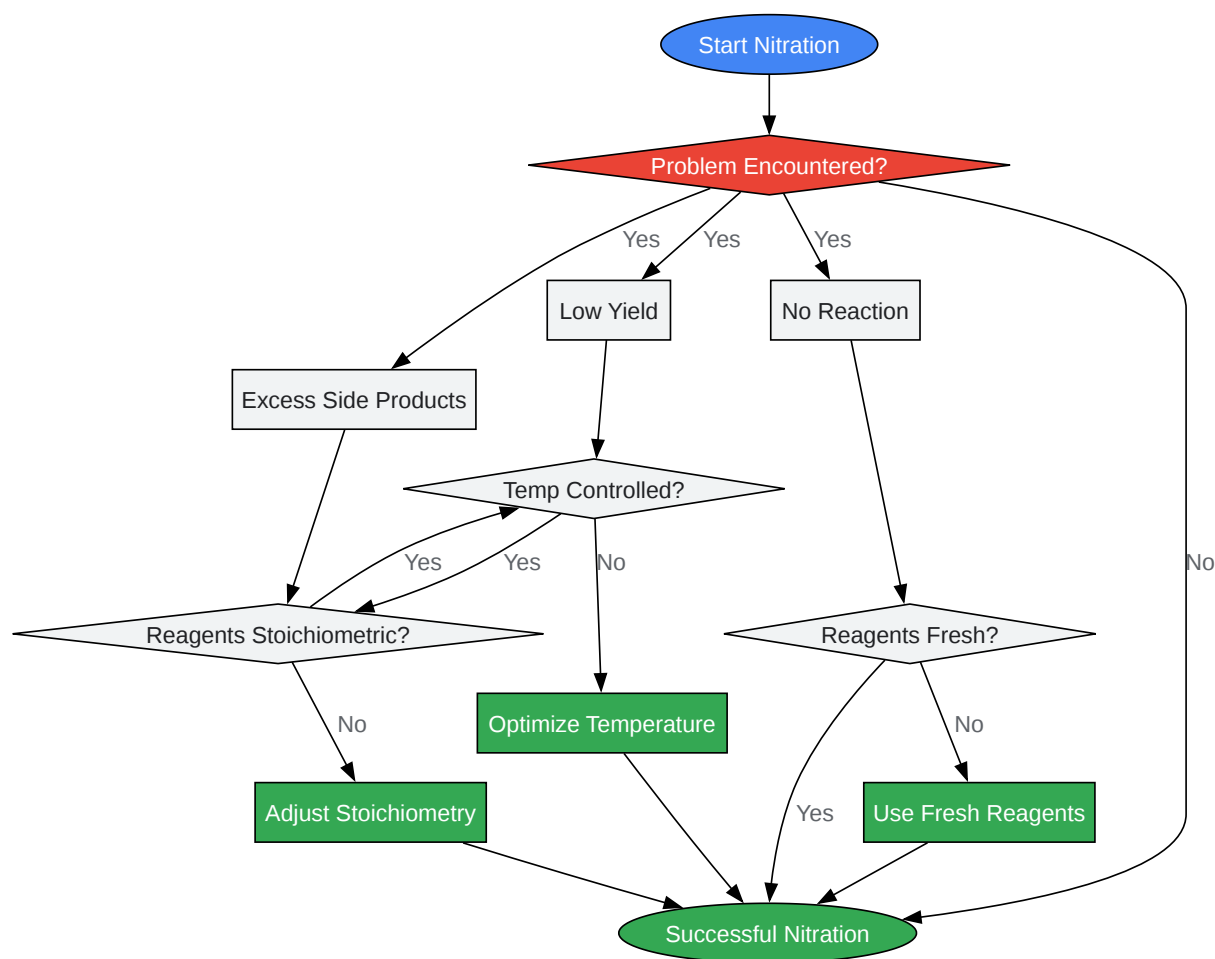 Start Nitration
Problem Encountered?
Yes
Yes
Yes
Low Yield
No Reaction
Excess Side Products
Temp Controlled?
Yes
Yes
No
No
Reagents Stoichiometric?
Reagents Fresh?
No
Optimize Temperature
No
Adjust Stoichiometry
Yes
Use Fresh Reagents
Successful Nitration